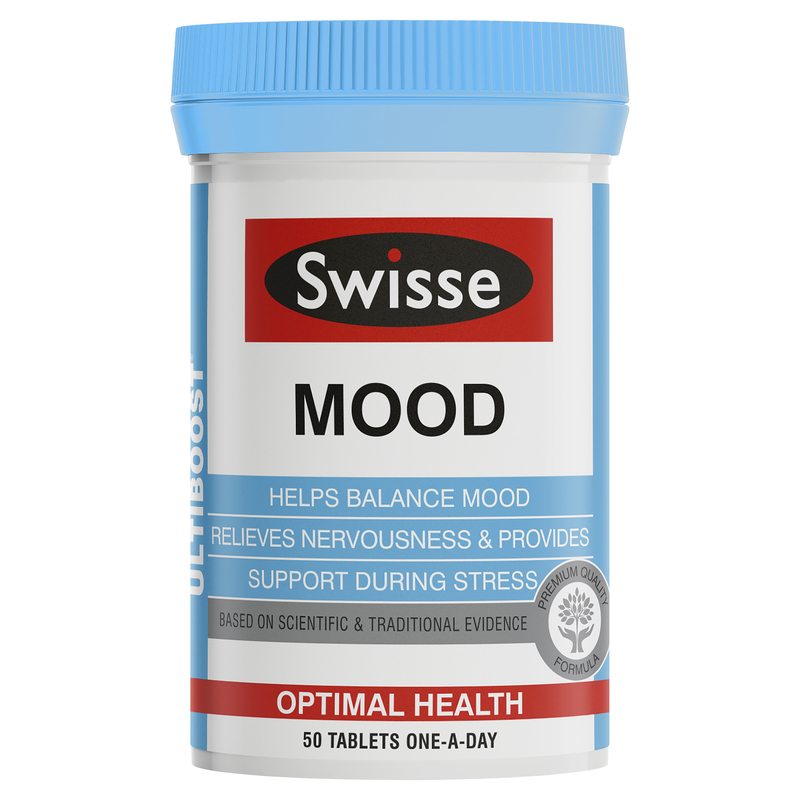 Swisse
MOOD
ULTIBOOST
HELPS BALANCE MOOD
RELIEVES NERVOUSNESS & PROVIDES
SUPPORT DURING STRESS
BASED ON SCIENTIFIC & TRADITIONAL EVIDENCE
PREMIUM QUALITY
FORMULA
OPTIMAL HEALTH
50 TABLETS ONE-A-DAY